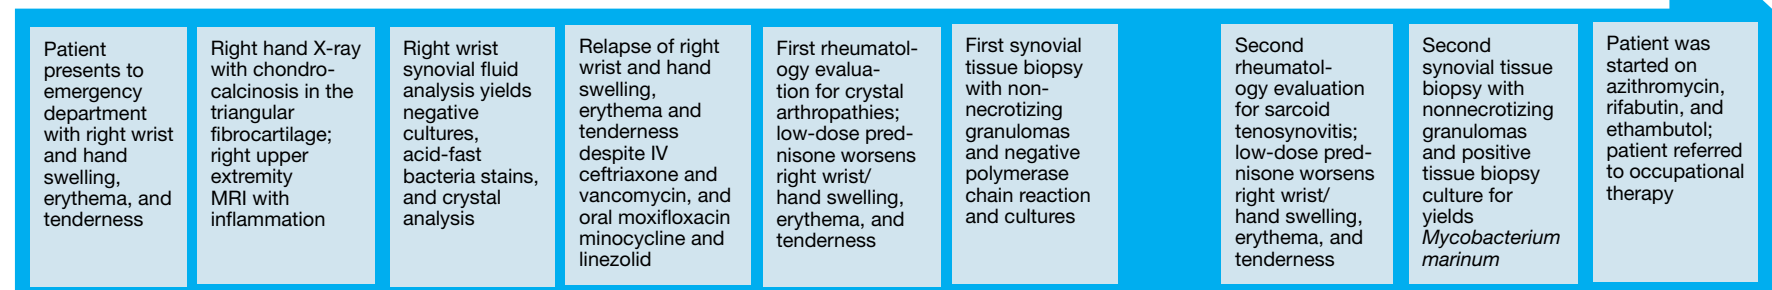 Patient
presents to
emergency
department
with right wrist
and hand
swelling,
erythema, and
tenderness
Right hand X-ray
with chondro-
calcinosis in the
triangular
fibrocartilage;
right upper
extremity
MRI with
inflammation
Right wrist
synovial fluid
analysis yields
negative
cultures,
acid-fast
bacteria stains,
and crystal
analysis
Relapse of right
wrist and hand
swelling,
erythema and
tenderness
despite IV
ceftriaxone and
vancomycin, and
oral moxifloxacin
minocycline and
linezolid
First rheumatol-
ogy evalua-
tion for crystal
arthropathies;
low-dose pred-
nisone worsens
right wrist/
hand swelling,
erythema, and
tenderness
First synovial
tissue biopsy
with non-
necrotizing
granulomas
and negative
polymerase
chain reaction
and cultures
Second
rheumatol-
ogy evaluation
for sarcoid
tenosynovitis;
low-dose pred-
nisone worsens
right wrist/
hand swelling,
erythema, and
tenderness
Second
synovial tissue
biopsy with
nonnecrotizing
granulomas
and positive
tissue biopsy
culture for
yields
Mycobacterium
marinum
Patient was
started on
azithromycin,
rifabutin, and
ethambutol;
patient referred
to occupational
therapy